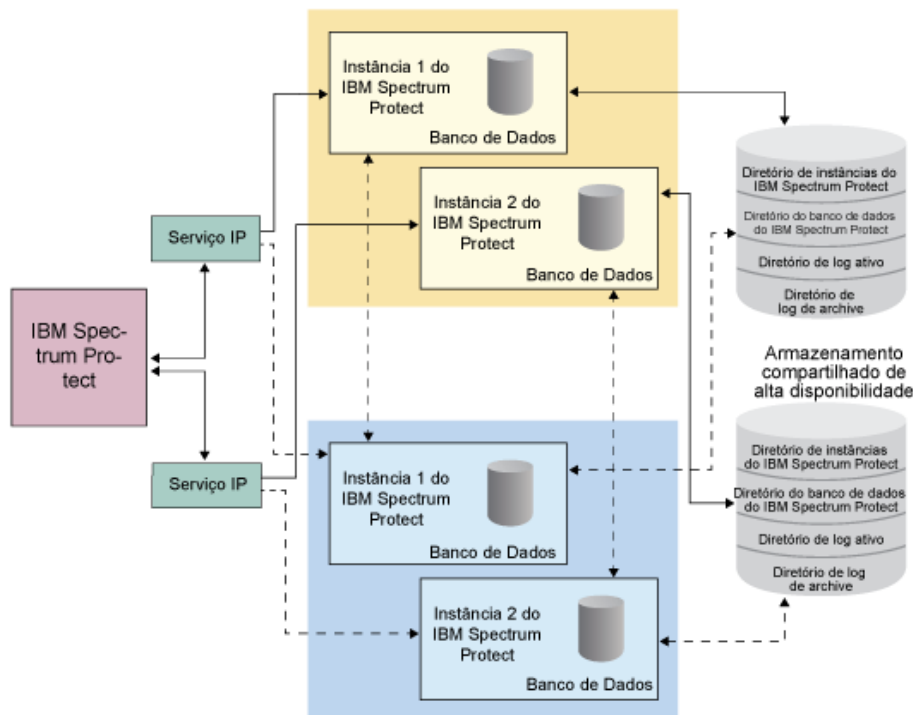 Instância 1 do
IBM Spectrum
Protect
Banco de Dados
Instância 2 do
IBM Spectrum
Protect
Banco de Dados
Serviço IP
IBM Spec-
trum Pro-
tect
Serviço IP
Diretório de instâncias do
IBM Spectrum Protect
Diretório do banco de dados
do IBM Spectrum Protect
Diretório de log ativo
Diretório de
log de archive
Armazenamento
compartilhado de
alta disponibilidade
Diretório de instâncias
do IBM Spectrum Protect
Diretório do banco de dados
do IBM Spectrum Protect
Diretório de log ativo
Diretório de log
de archive
Instância 1 do
IBM Spectrum
Protect
Banco de Dados
Instância 2 do
IBM Spectrum
Protect
Banco de Dados